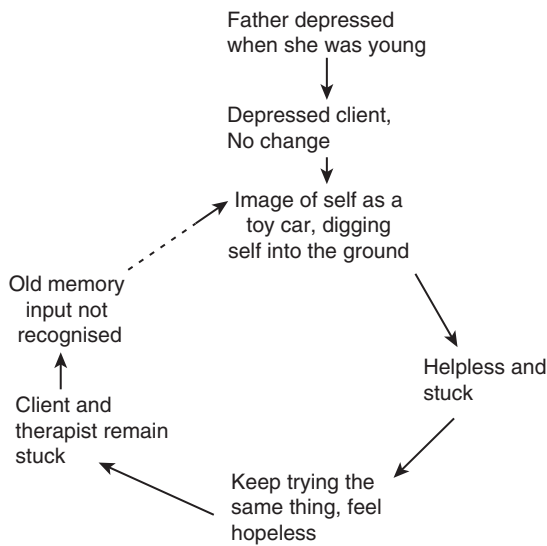 Father depressed
when she was young
Depressed client,
No change
Image of self as a
toy car, digging
self into the ground
Helpless and
stuck
Keep trying the
same thing, feel
hopeless
Client and
therapist remain
stuck
Old memory
input not
recognised